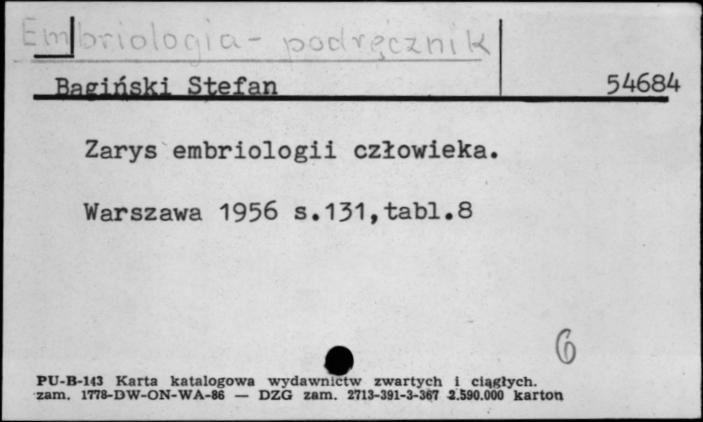 Embriologia - podręcznik
Bagiński Stefan 54684
Zarys embriologii człowieka.
Warszawa 1956 s.131,tabl.8
6
PU-B-143 Karta katalogowa wydawnictw zwartych i ciągłych.
zam. 1778-DW-ON-WA-86 — DZG zam. 2713-391-3-367 2.590.000 karton